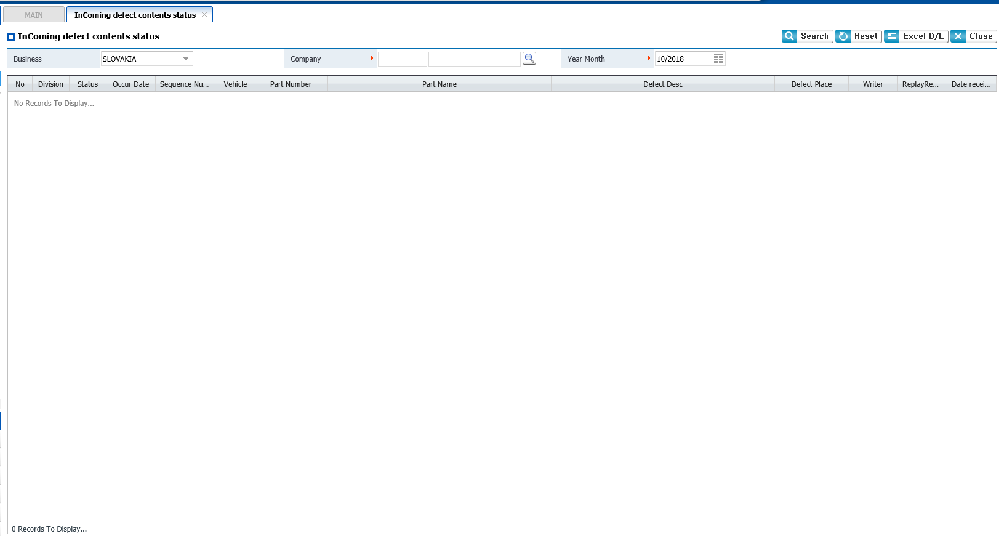 MAIN InComing defect contents status
InComing defect contents status Search Reset Excel D/L Close
Business SLOVAKIA Company Year Month 10/2018
No Division Status Occur Date Sequence Nu... Vehicle Part Number Part Name Defect Desc Defect Place Writer ReplayRe... Date recei...
No Records To Display...
0 Records To Display...